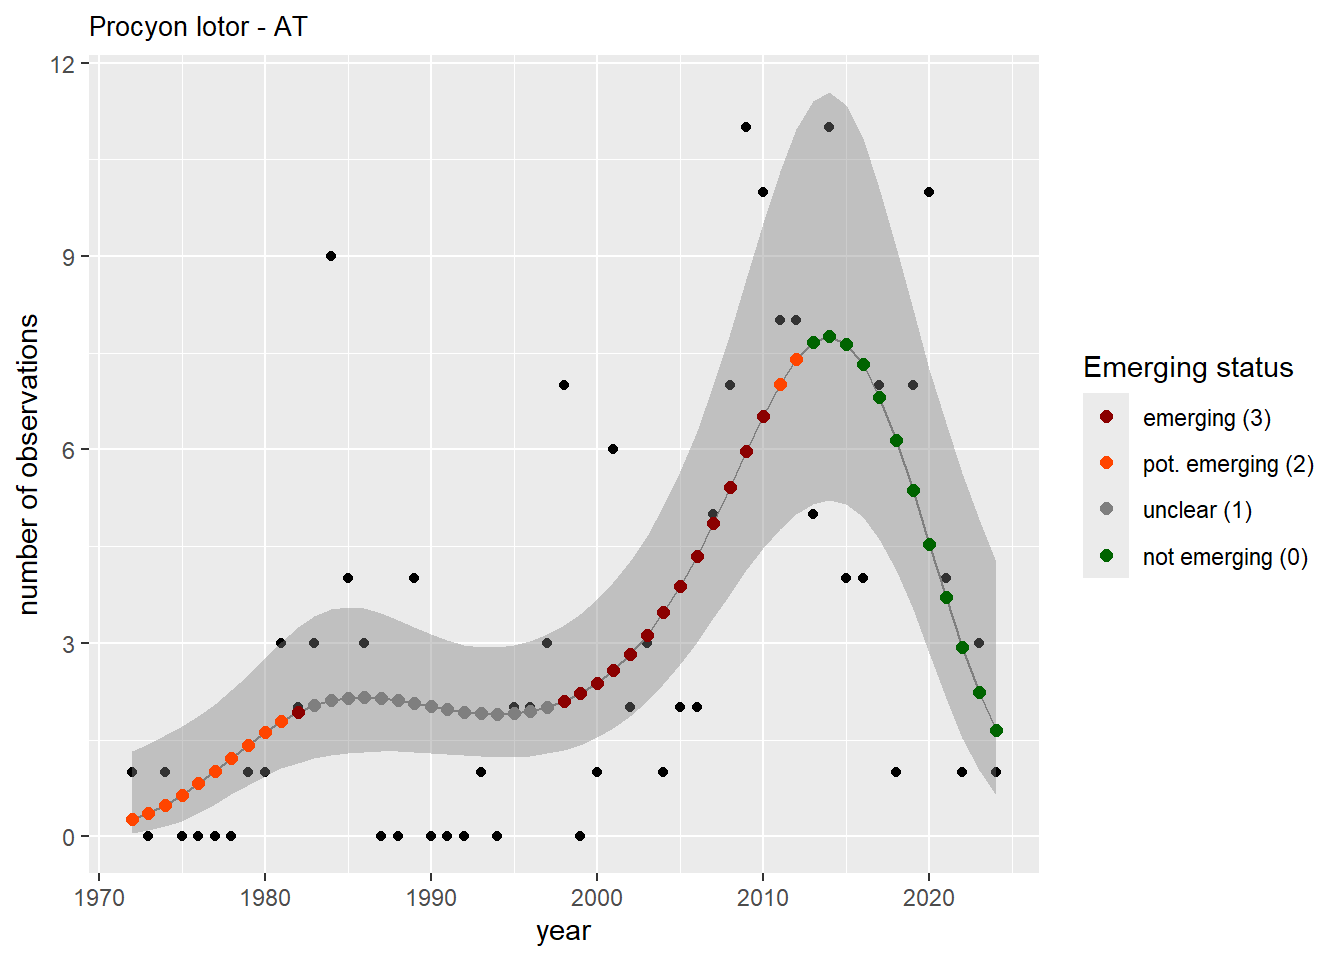 Procyon lotor - AT
12
9
6
3
0
number of observations
1970 1980 1990 2000 2010 2020
year
Emerging status
emerging (3)
pot. emerging (2)
unclear (1)
not emerging (0)